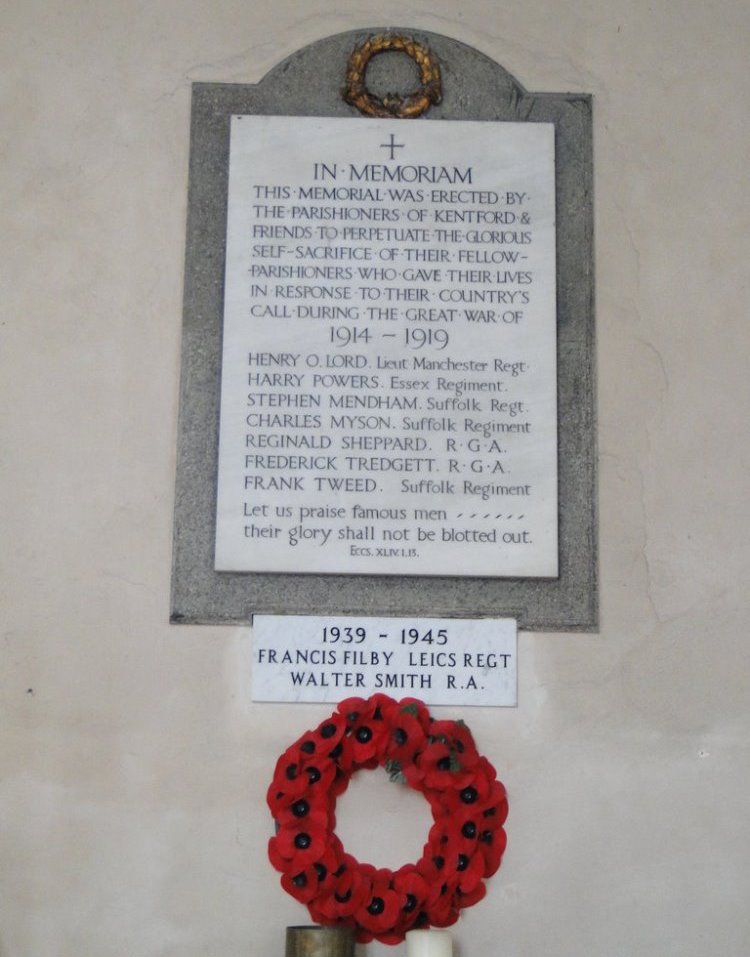 IN·MEMORIAM
THIS·MEMORIAL·WAS·ERECTED·BY·
THE·PARISHIONERS·OF·KENTFORD·&
FRIENDS·TO·PERPETUATE·THE·GLORIOUS
SELF-SACRIFICE·OF·THEIR·FELLOW-
·PARISHIONERS·WHO·GAVE·THEIR·LIVES
IN·RESPONSE·TO·THEIR·COUNTRY'S
CALL·DURING·THE·GREAT·WAR·OF
1914 - 1919
HENRY O. LORD. Lieut Manchester Regt·
HARRY POWERS. Essex Regiment.
STEPHEN MENDHAM. Suffolk Regt.
CHARLES MYSON. Suffolk Regiment
REGINALD SHEPPARD. R·G·A.
FREDERICK TREDGETT. R·G·A.
FRANK TWEED. Suffolk Regiment
Let us praise famous men ......
their glory shall not be blotted out.
ECCS. XLIV. 1. 13.
1939 - 1945
FRANCIS FILBY LEICS REGT
WALTER SMITH R.A.